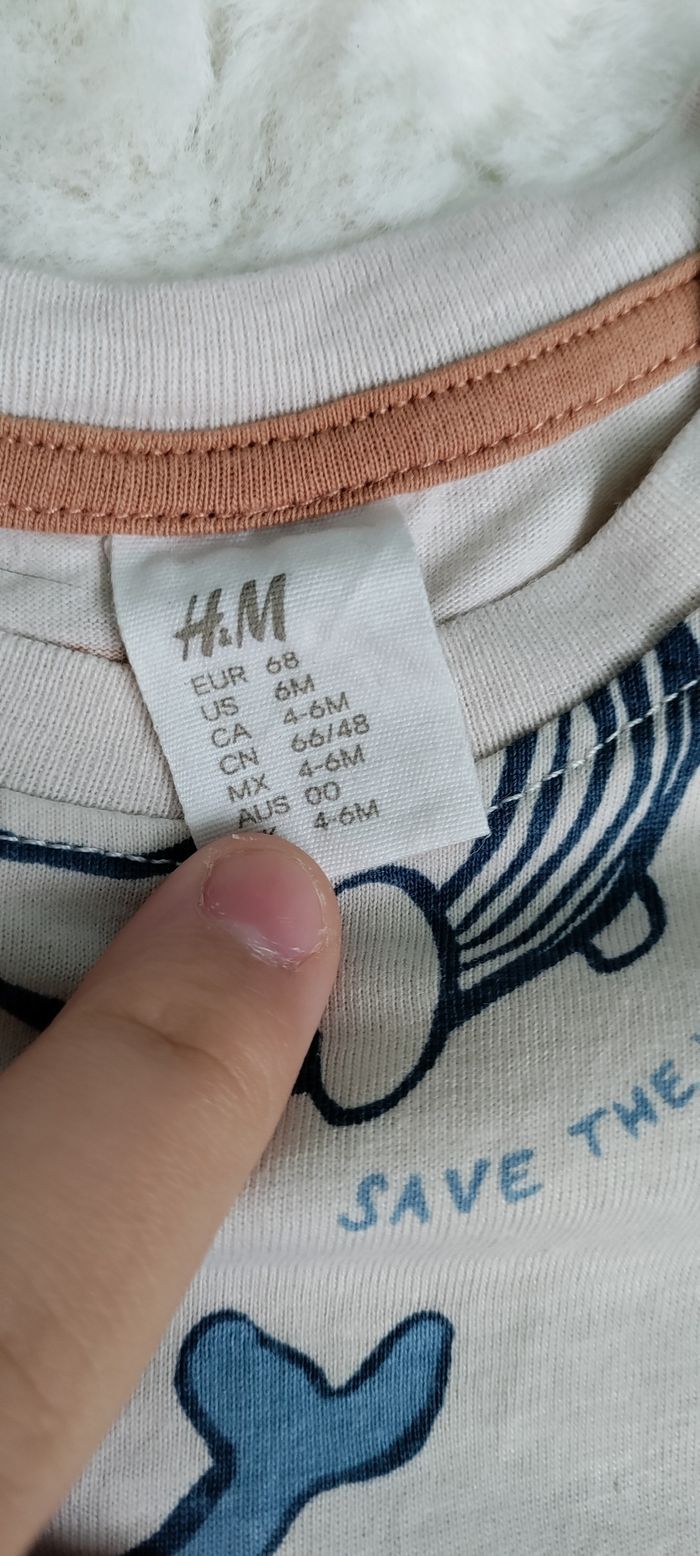 H&M
EUR 68
US 6M
CA 4-6M
CN 66/48
MX 4-6M
AUS 00
4-6M
SAVE THE